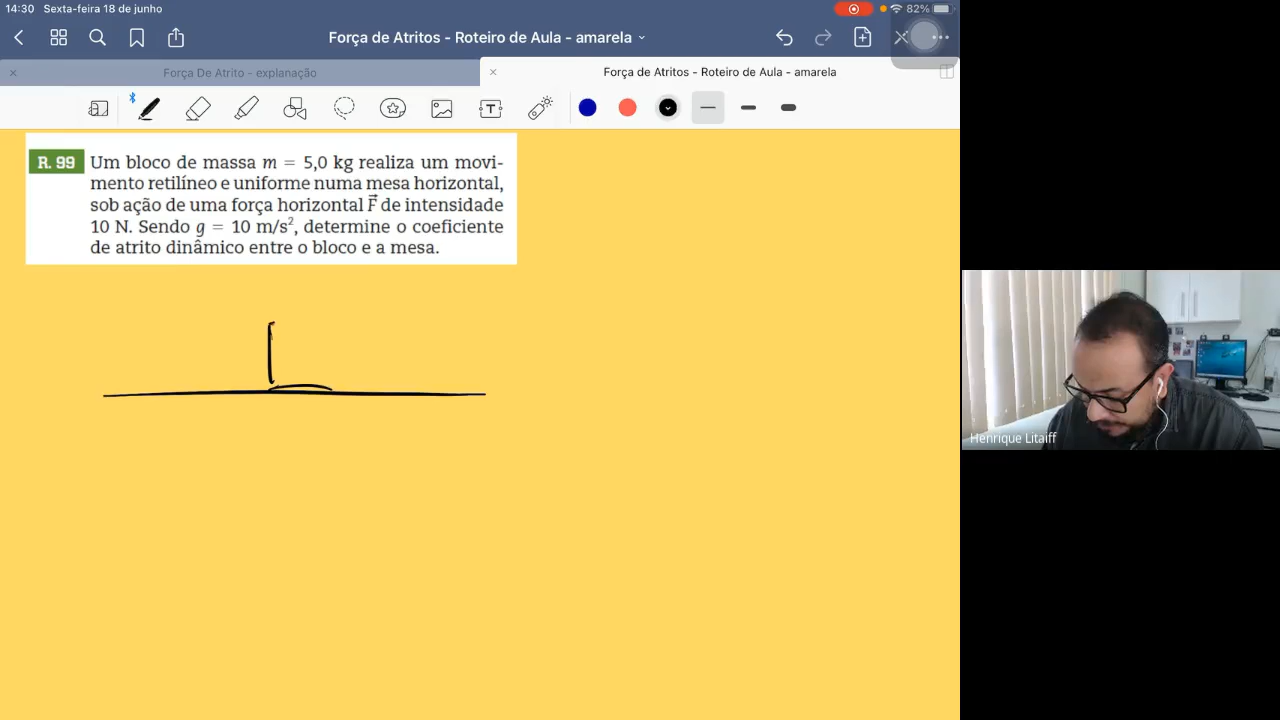 14:30 Sexta-feira 18 de junho
82%
Força de Atritos - Roteiro de Aula - amarela
Força De Atrito - explanação
Força de Atritos - Roteiro de Aula - amarela
R. 99 Um bloco de massa m = 5,0 kg realiza um movi-
mento retilíneo e uniforme numa mesa horizontal,
sob ação de uma força horizontal F⃗ de intensidade
10 N. Sendo g = 10 m/s², determine o coeficiente
de atrito dinâmico entre o bloco e a mesa.
Henrique Litaiff